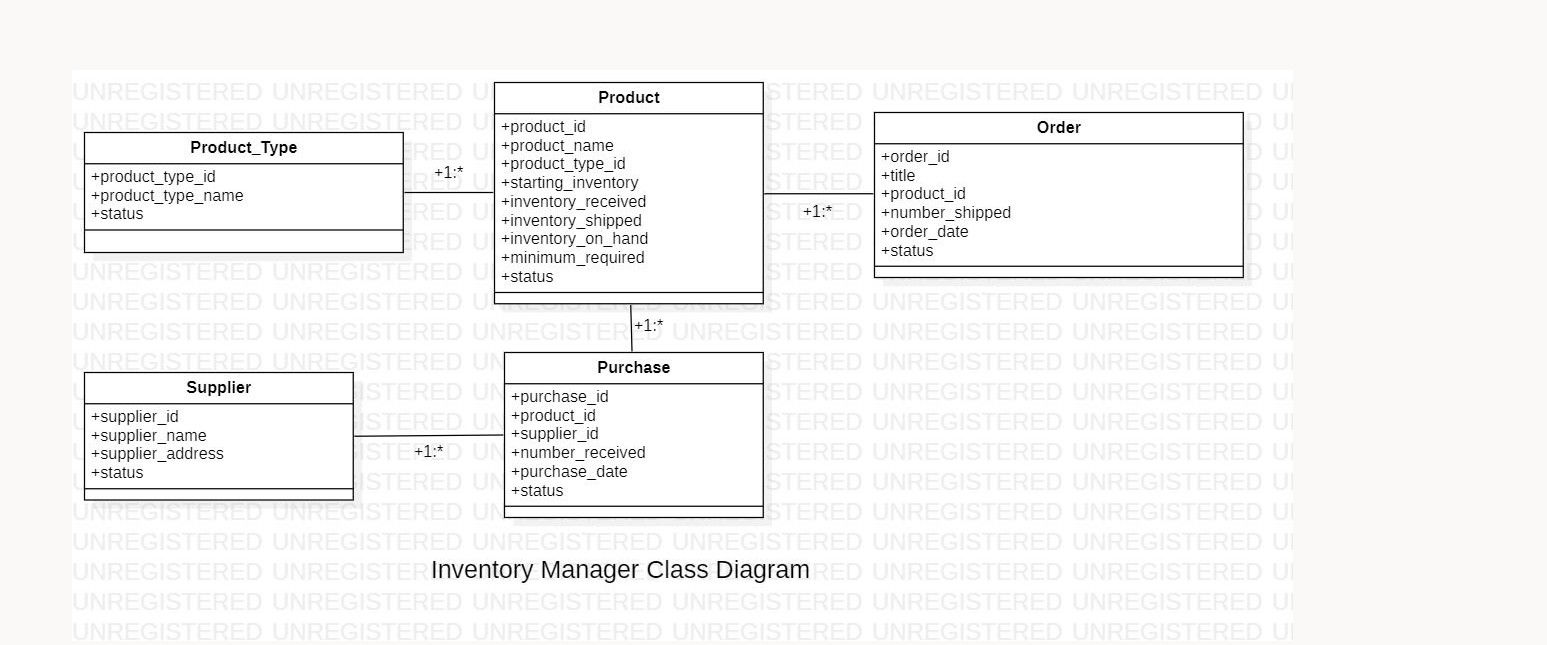 Product_Type
+product_type_id
+product_type_name
+status
+1:*
Product
+product_id
+product_name
+product_type_id
+starting_inventory
+inventory_received
+inventory_shipped
+inventory_on_hand
+minimum_required
+status
+1:*
Order
+order_id
+title
+product_id
+number_shipped
+order_date
+status
+1:*
Supplier
+supplier_id
+supplier_name
+supplier_address
+status
+1:*
Purchase
+purchase_id
+product_id
+supplier_id
+number_received
+purchase_date
+status
Inventory Manager Class Diagram
UNREGISTERED UNREGISTERED UNREGISTERED UNREGISTERED UNREGISTERED UNREGISTERED